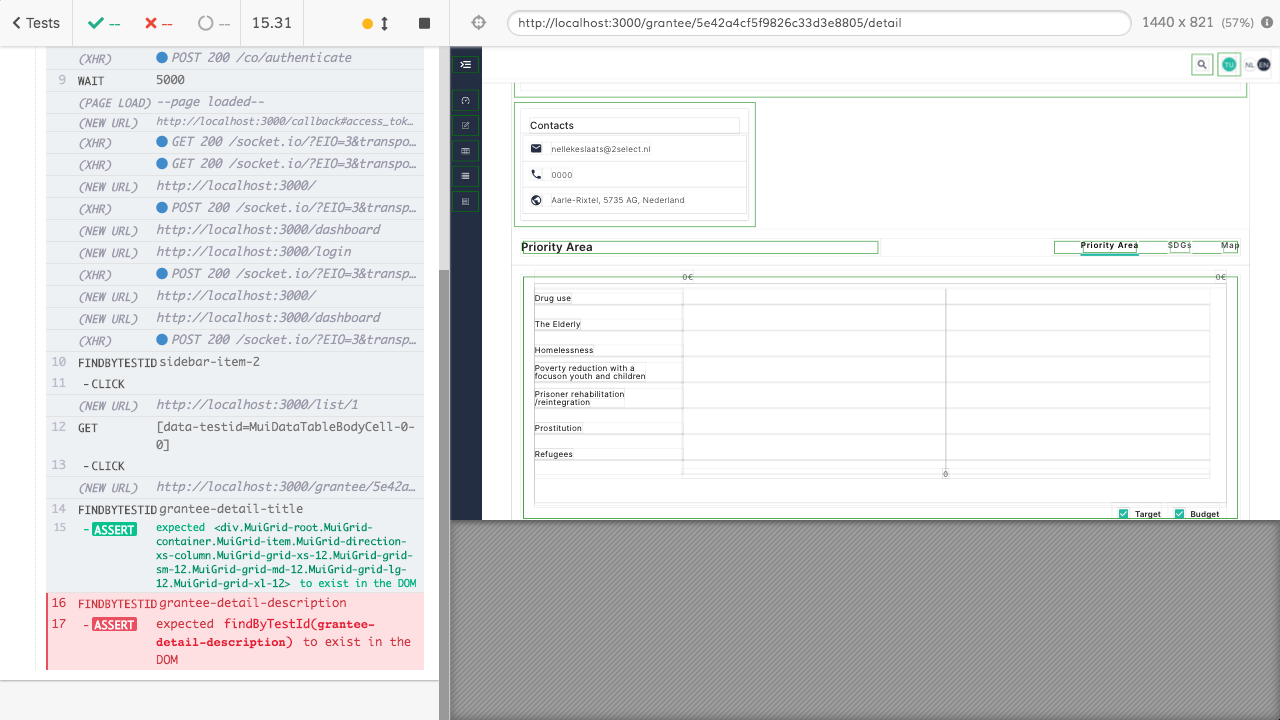 Tests
--
--
--
15.31
http://localhost:3000/grantee/5e42a4cf5f9826c33d3e8805/detail
1440 x 821 (57%)
(XHR) POST 200 /co/authenticate
9 WAIT 5000
(PAGE LOAD) --page loaded--
(NEW URL) http://localhost:3000/callback#access_tok...
(XHR) GET 200 /socket.io/?EIO=3&transpo...
(XHR) GET 200 /socket.io/?EIO=3&transpo...
(NEW URL) http://localhost:3000/
(XHR) POST 200 /socket.io/?EIO=3&transp...
(NEW URL) http://localhost:3000/dashboard
(NEW URL) http://localhost:3000/login
(XHR) POST 200 /socket.io/?EIO=3&transp...
(NEW URL) http://localhost:3000/
(NEW URL) http://localhost:3000/dashboard
(XHR) POST 200 /socket.io/?EIO=3&transp...
10 FINDBYTESTID sidebar-item-2
11 - CLICK
(NEW URL) http://localhost:3000/list/1
12 GET [data-testid=MuiDataTableBodyCell-0-
0]
13 - CLICK
(NEW URL) http://localhost:3000/grantee/5e42a...
14 FINDBYTESTID grantee-detail-title
15 - ASSERT expected <div.MuiGrid-root.MuiGrid-
container.MuiGrid-item.MuiGrid-direction-
xs-column.MuiGrid-grid-xs-12.MuiGrid-grid-
sm-12.MuiGrid-grid-md-12.MuiGrid-grid-lg-
12.MuiGrid-grid-xl-12> to exist in the DOM
16 FINDBYTESTID grantee-detail-description
17 - ASSERT expected findByTestId(grantee-
detail-description) to exist in the
DOM
TU NL EN
Contacts
nellekeslaats@2select.nl
0000
Aarle-Rixtel, 5735 AG, Nederland
Priority Area
Priority Area SDGs Map
0€ 0€
Drug use
The Elderly
Homelessness
Poverty reduction with a
focuson youth and children
Prisoner rehabilitation
/reintegration
Prostitution
Refugees
0
Target Budget